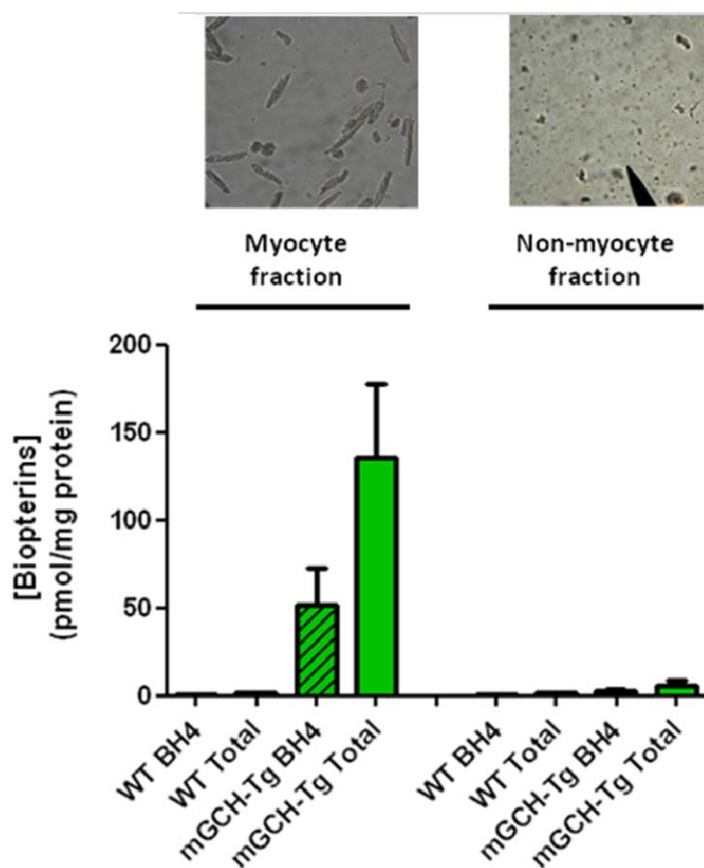 Myocyte
fraction
Non-myocyte
fraction
[Biopterins]
(pmol/mg protein)
200
150
100
50
0
WT BH4
WT Total
mGCH-Tg BH4
mGCH-Tg Total
WT BH4
WT Total
mGCH-Tg BH4
mGCH-Tg Total